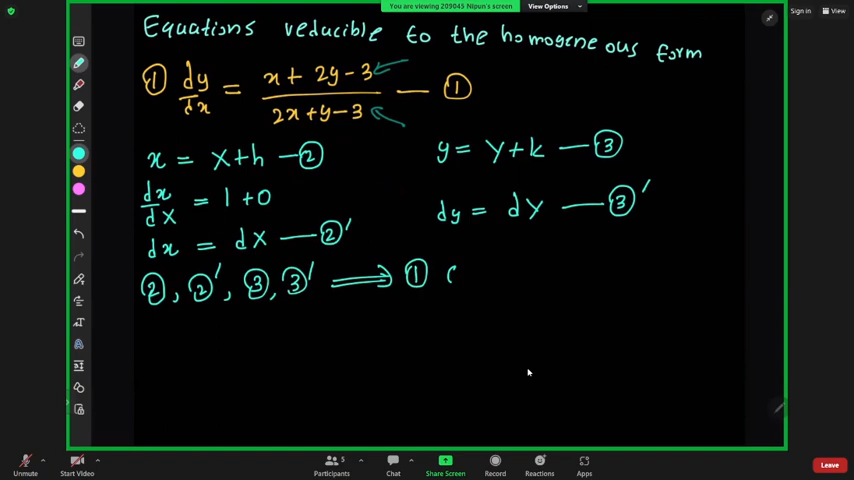 You are viewing 209045 Nipun's screen
View Options
Sign in
View
Equations reducible to the homogeneous form
① dy/dx = (x + 2y - 3)/(2x + y - 3) — ①
x = X + h — ②
y = Y + k — ③
dx/dX = 1 + 0
dy = dY — ③'
dx = dX — ②'
②, ②', ③, ③' ⟹ ① (
Unmute
Start Video
5
Participants
Chat
Share Screen
Record
Reactions
Apps
Leave